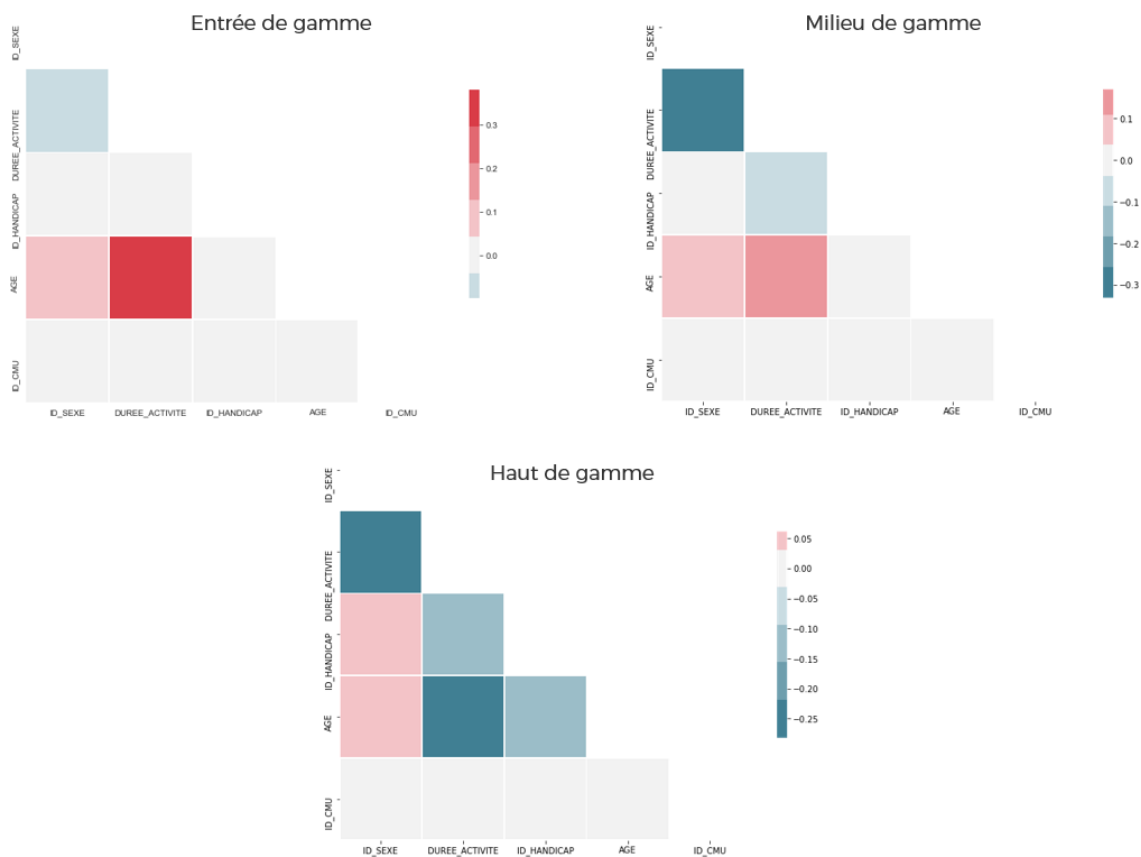 Entrée de gamme
ID_SEXE
DUREE_ACTIVITE
ID_HANDICAP
AGE
ID_CMU
ID_SEXE DUREE_ACTIVITE ID_HANDICAP AGE ID_CMU
0.3
0.2
0.1
0.0
Milieu de gamme
ID_SEXE
DUREE_ACTIVITE
ID_HANDICAP
AGE
ID_CMU
ID_SEXE DUREE_ACTIVITE ID_HANDICAP AGE ID_CMU
0.1
0.0
−0.1
−0.2
−0.3
Haut de gamme
ID_SEXE
DUREE_ACTIVITE
ID_HANDICAP
AGE
ID_CMU
ID_SEXE DUREE_ACTIVITE ID_HANDICAP AGE ID_CMU
0.05
0.00
−0.05
−0.10
−0.15
−0.20
−0.25